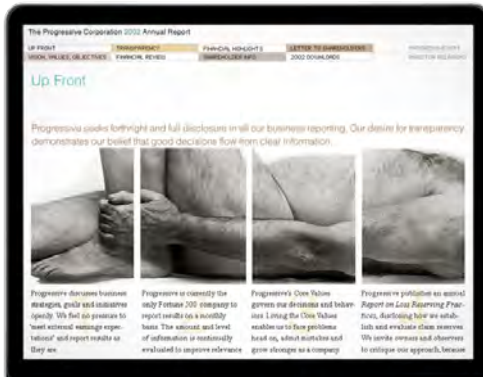 The Progressive Corporation 2002 Annual Report
UP FRONT TRANSPARENCY FINANCIAL HIGHLIGHTS LETTER TO SHAREHOLDERS
VISION, VALUES, OBJECTIVES FINANCIAL REVIEW SHAREHOLDER INFO 2002 DOWNLOADS
Up Front
Progressive seeks forthright and full disclosure in all our business reporting. Our desire for transparency
demonstrates our belief that good decisions flow from clear information.
Progressive discusses business
strategies, goals and initiatives
openly. We feel no pressure to
'meet external earnings expec-
tations' and report results as
they are.
Progressive is currently the
only Fortune 500 company to
report results on a monthly
basis. The amount and level
of information is continually
evaluated to improve relevance
Progressive's Core Values
govern our decisions and behav-
iors. Living the Core Values
enables us to face problems
head on, admit mistakes and
grow stronger as a company.
Progressive publishes an annual
Report on Loss Reserving Prac-
tices, disclosing how we estab-
lish and evaluate claim reserves.
We invite owners and observers
to critique our approach, because